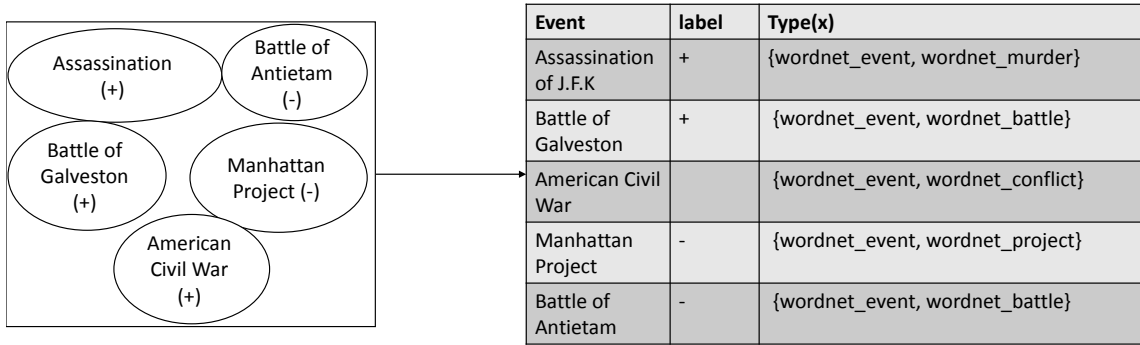 Assassination
(+)
Battle of
Antietam
(-)
Battle of
Galveston
(+)
Manhattan
Project (-)
American
Civil War
(+)
Event label Type(x)
Assassination + {wordnet_event, wordnet_murder}
of J.F.K
Battle of + {wordnet_event, wordnet_battle}
Galveston
American Civil {wordnet_event, wordnet_conflict}
War
Manhattan - {wordnet_event, wordnet_project}
Project
Battle of - {wordnet_event, wordnet_battle}
Antietam